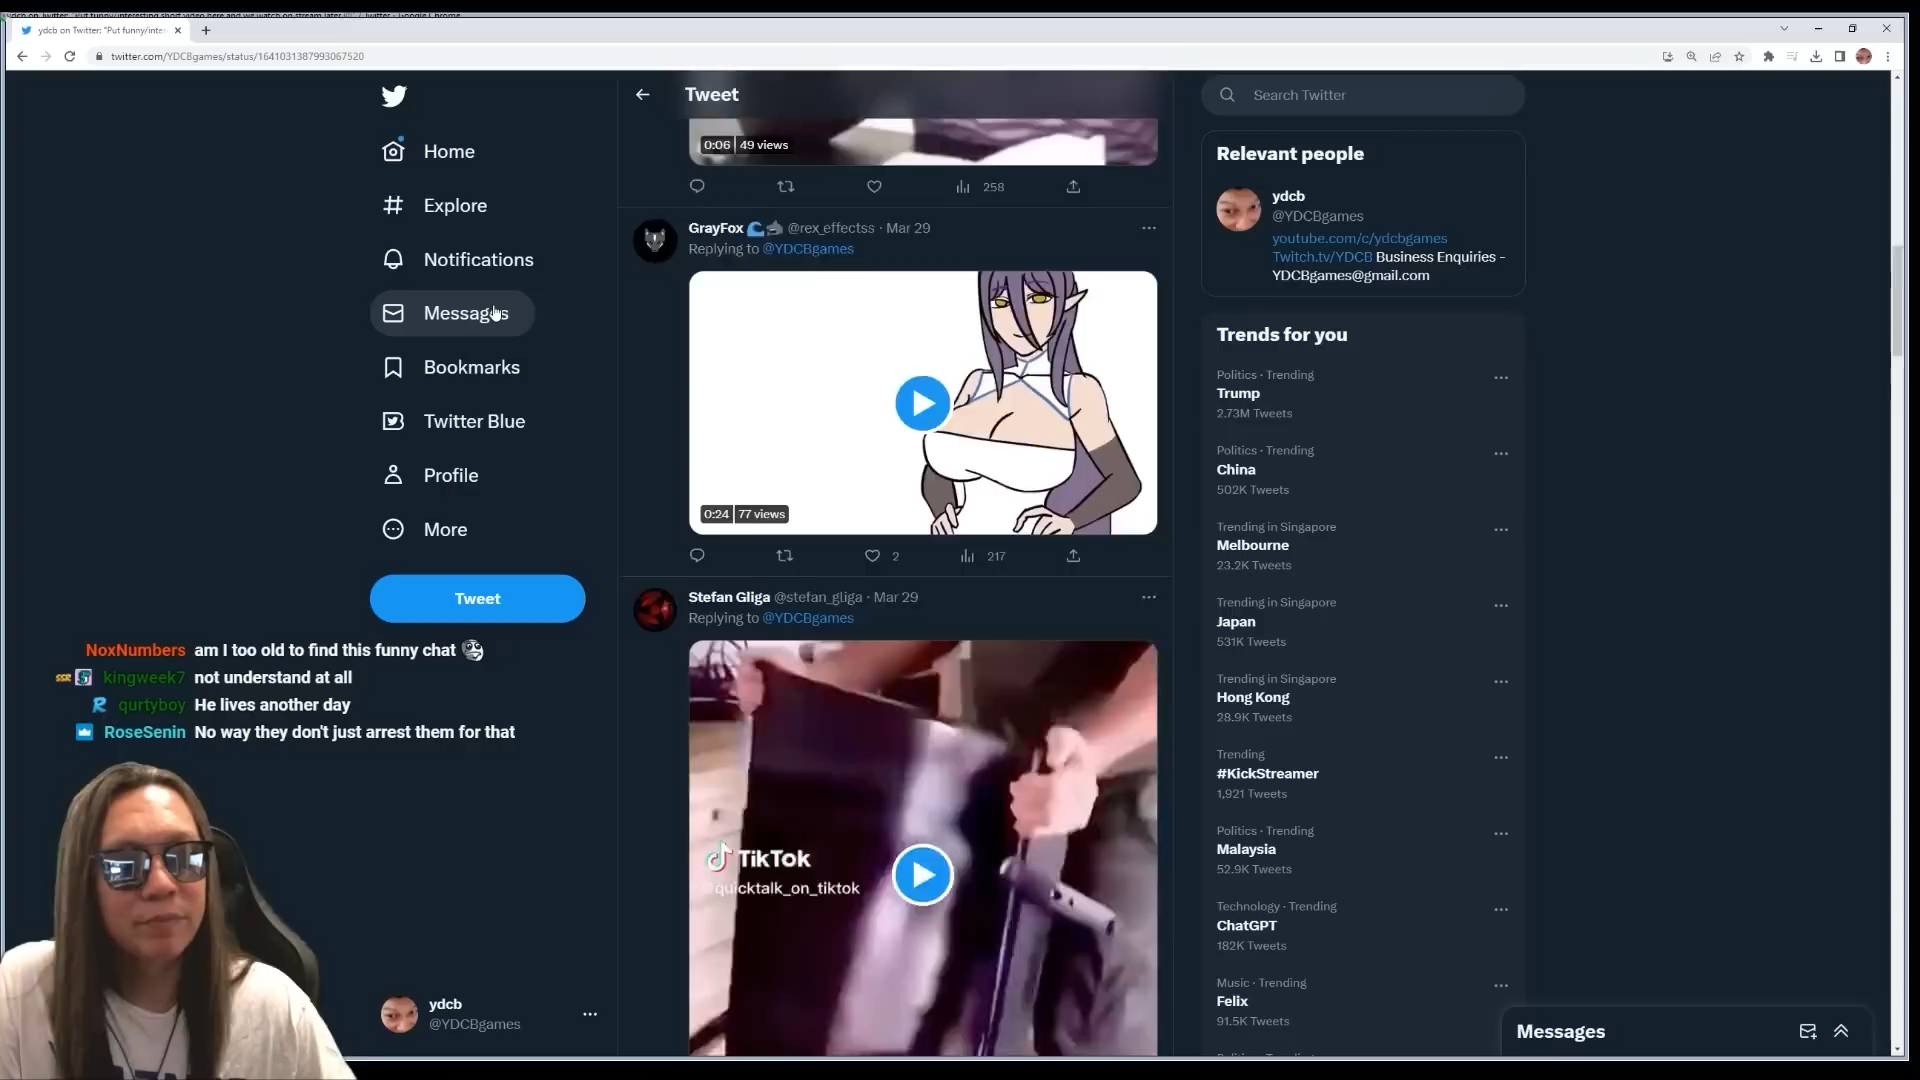 ydcb on Twitter: "Put funny/inte
twitter.com/YDCBgames/status/1641031387993067520
Home
Explore
Notifications
Messages
Bookmarks
Twitter Blue
Profile
More
Tweet
NoxNumbers am I too old to find this funny chat
kingweek7 not understand at all
qurtyboy He lives another day
RoseSenin No way they don't just arrest them for that
ydcb
@YDCBgames
Tweet
0:06 49 views
258
GrayFox @rex_effectss · Mar 29
Replying to @YDCBgames
0:24 77 views
2 217
Stefan Gliga @stefan_gliga · Mar 29
Replying to @YDCBgames
TikTok
@quicktalk_on_tiktok
Search Twitter
Relevant people
ydcb
@YDCBgames
youtube.com/c/ydcbgames
Twitch.tv/YDCB Business Enquiries -
YDCBgames@gmail.com
Trends for you
Politics · Trending
Trump
2.73M Tweets
Politics · Trending
China
502K Tweets
Trending in Singapore
Melbourne
23.2K Tweets
Trending in Singapore
Japan
531K Tweets
Trending in Singapore
Hong Kong
28.9K Tweets
Trending
#KickStreamer
1,921 Tweets
Politics · Trending
Malaysia
52.9K Tweets
Technology · Trending
ChatGPT
182K Tweets
Music · Trending
Felix
91.5K Tweets
Messages